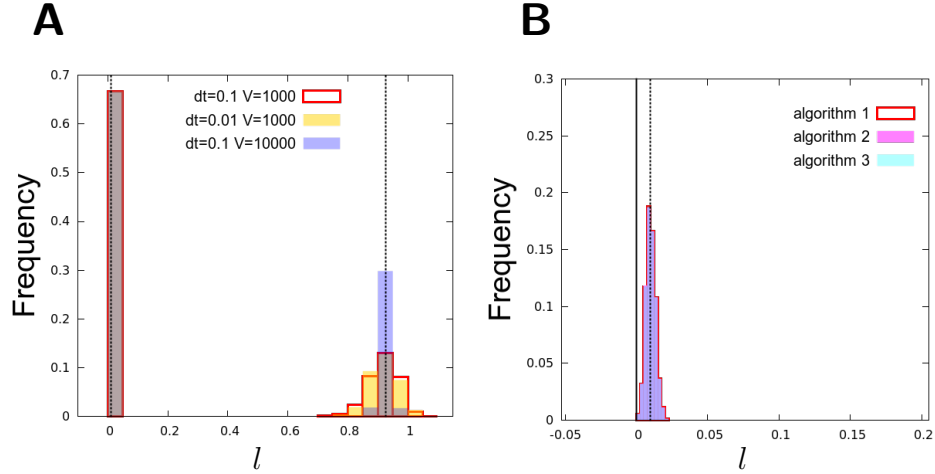 A
Frequency
0.7
0.6
0.5
0.4
0.3
0.2
0.1
0
dt=0.1 V=1000
dt=0.01 V=1000
dt=0.1 V=10000
0 0.2 0.4 0.6 0.8 1
l
B
Frequency
0.3
0.25
0.2
0.15
0.1
0.05
0
algorithm 1
algorithm 2
algorithm 3
-0.05 0 0.05 0.1 0.15 0.2
l